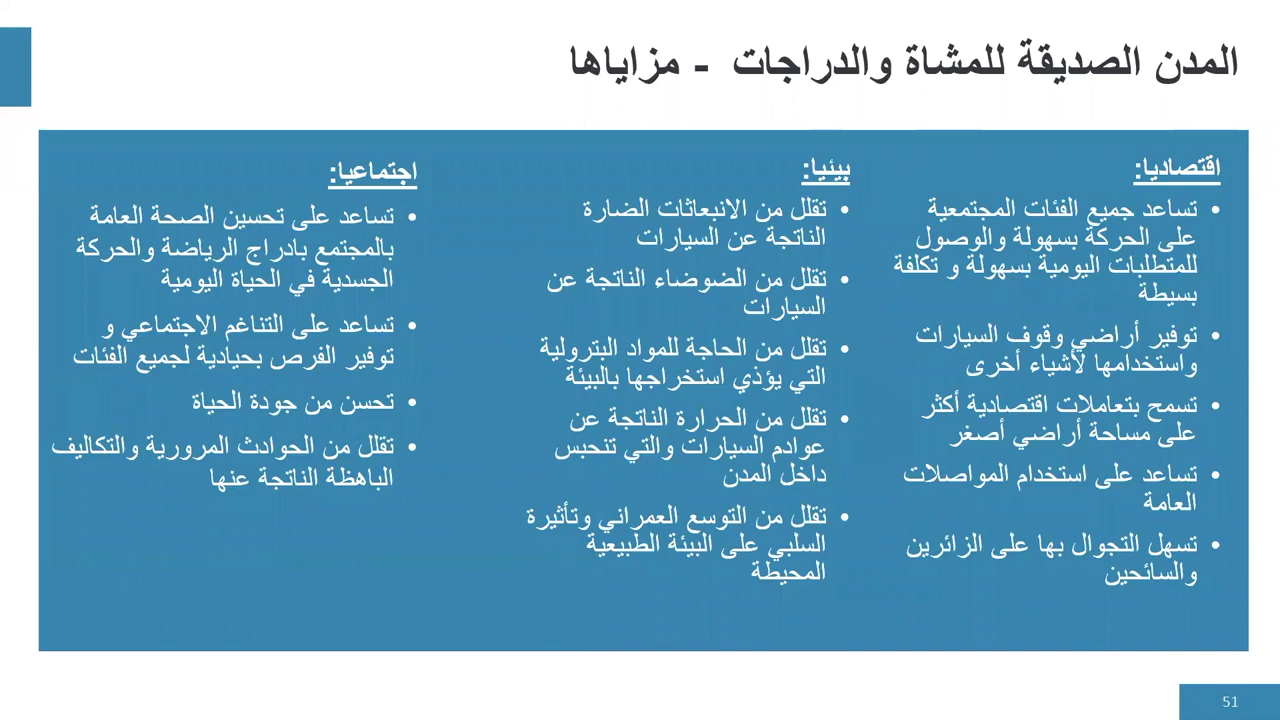 المدن الصديقة للمشاة والدراجات - مزاياها
اقتصاديا:
• تساعد جميع الفئات المجتمعية
على الحركة بسهولة والوصول
للمتطلبات اليومية بسهولة و تكلفة
بسيطة
• توفير أراضي وقوف السيارات
واستخدامها لأشياء أخرى
• تسمح بتعاملات اقتصادية أكثر
على مساحة أراضي أصغر
• تساعد على استخدام المواصلات
العامة
• تسهل التجوال بها على الزائرين
والسائحين
بيئيا:
• تقلل من الانبعاثات الضارة
الناتجة عن السيارات
• تقلل من الضوضاء الناتجة عن
السيارات
• تقلل من الحاجة للمواد البترولية
التي يؤذي استخراجها بالبيئة
• تقلل من الحرارة الناتجة عن
عوادم السيارات والتي تنحبس
داخل المدن
• تقلل من التوسع العمراني وتأثيرة
السلبي على البيئة الطبيعية
المحيطة
اجتماعيا:
• تساعد على تحسين الصحة العامة
بالمجتمع بادراج الرياضة والحركة
الجسدية في الحياة اليومية
• تساعد على التناغم الاجتماعي و
توفير الفرص بحيادية لجميع الفئات
• تحسن من جودة الحياة
• تقلل من الحوادث المرورية والتكاليف
الباهظة الناتجة عنها
51